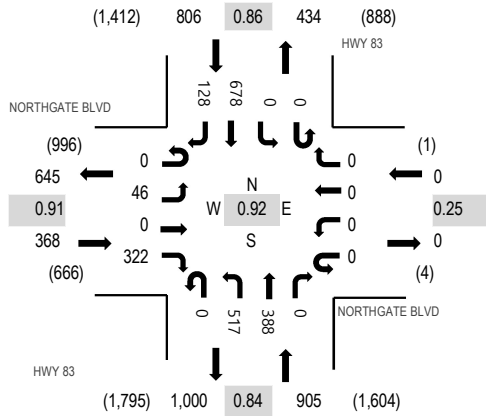 (1,412) 806 0.86 434 (888)
HWY 83
128 678 0 0
NORTHGATE BLVD
(996) 0 0 (1)
645 0
46 N 0
0.91 W 0.92 E 0.25
0 0
368 S 0
322 0
(666) (4)
0 517 388 0
NORTHGATE BLVD
HWY 83
(1,795) 1,000 0.84 905 (1,604)